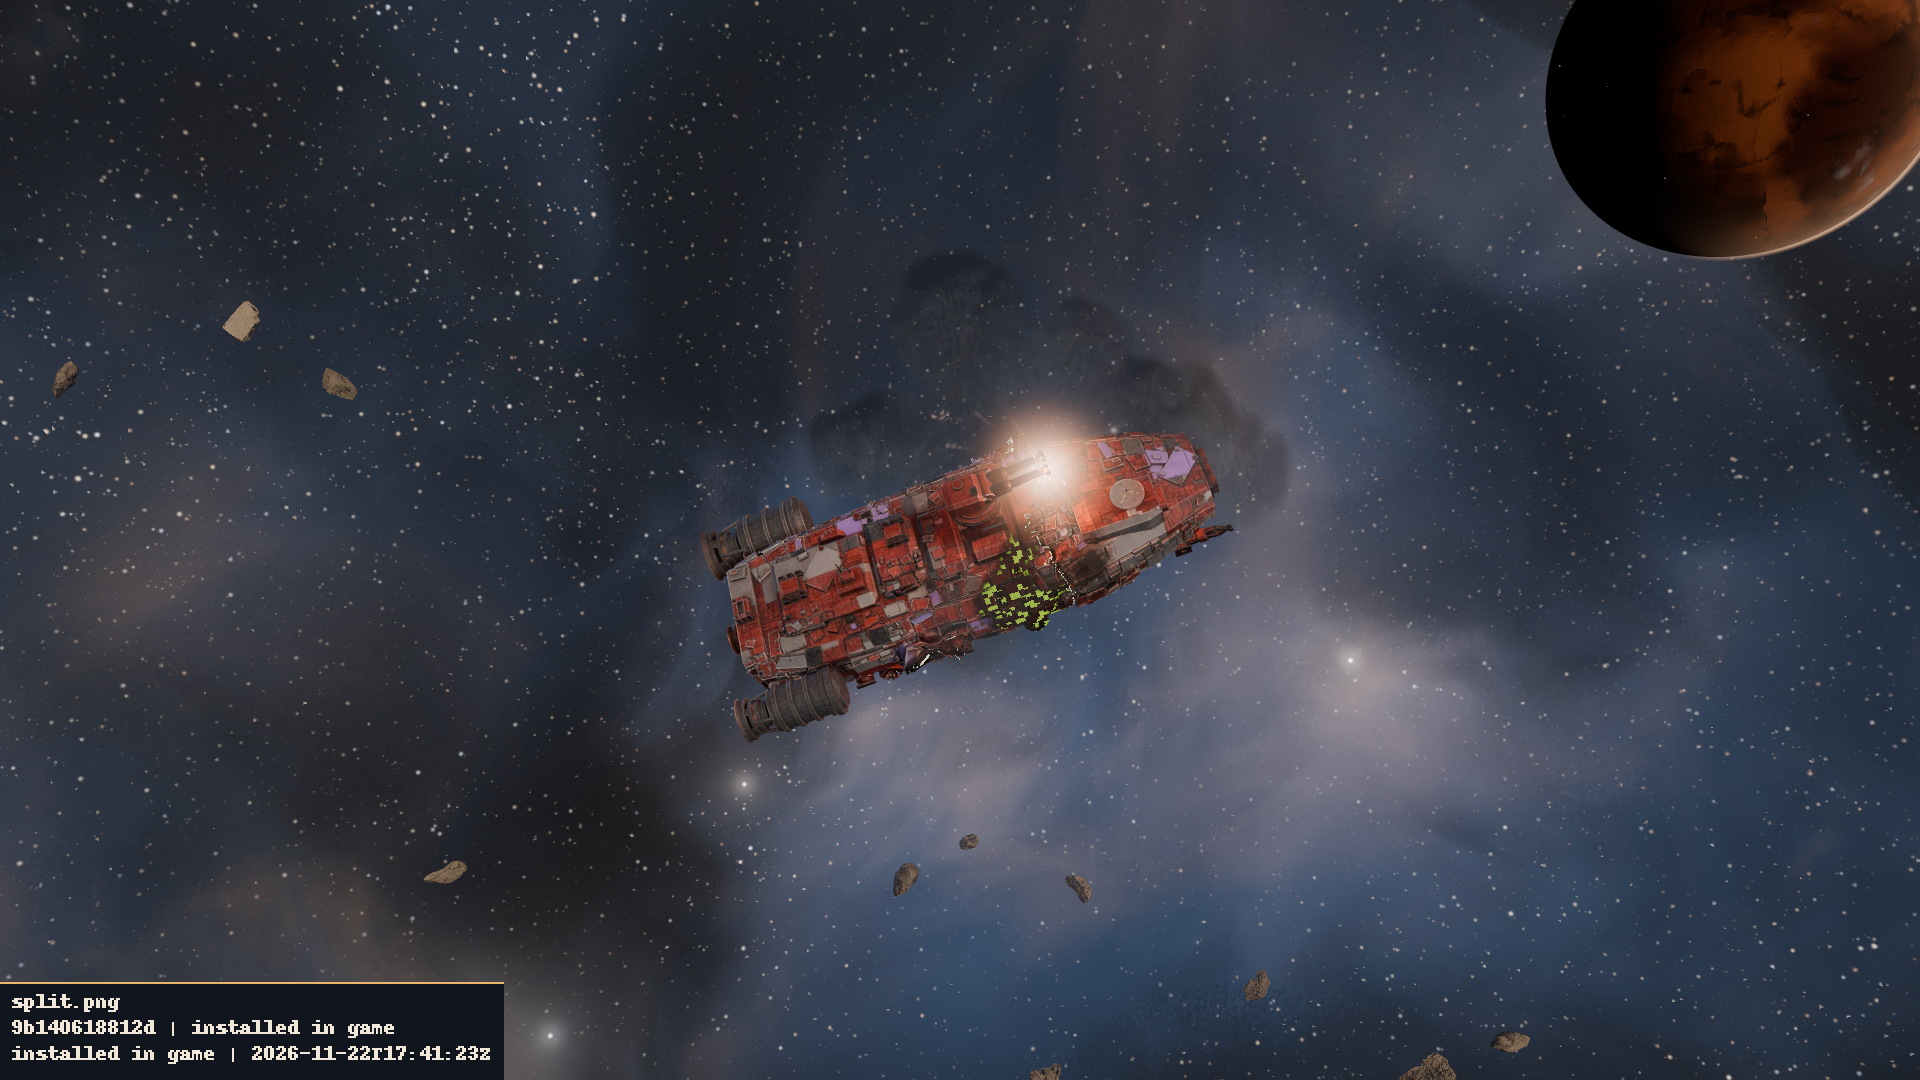 split.png
9b140618812d | installed in game
installed in game | 2026-11-22T17:41:23Z